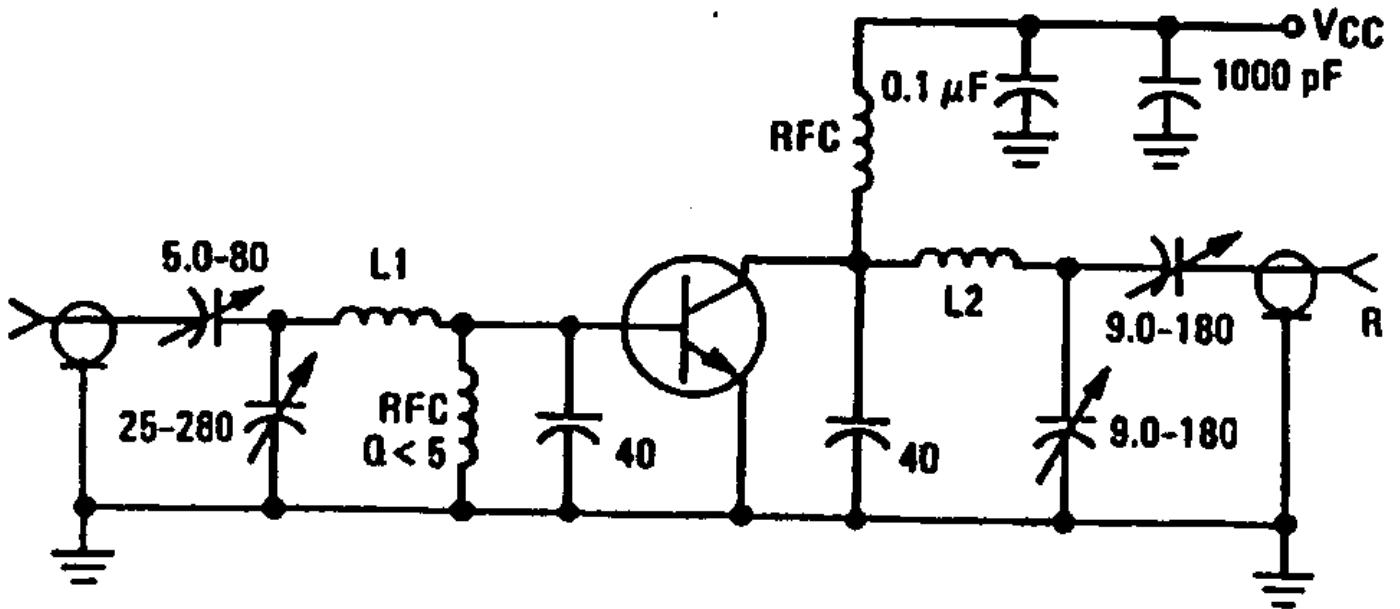 VCC
0.1 μF
1000 pF
RFC
5.0-80
L1
L2
9.0-180
R
25-280
RFC
Q < 5
40
40
9.0-180